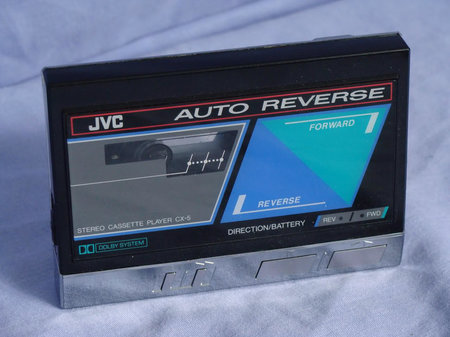 JVC AUTO REVERSE
FORWARD
REVERSE
STEREO CASSETTE PLAYER CX-5
DIRECTION/BATTERY REV FWD
DOLBY SYSTEM